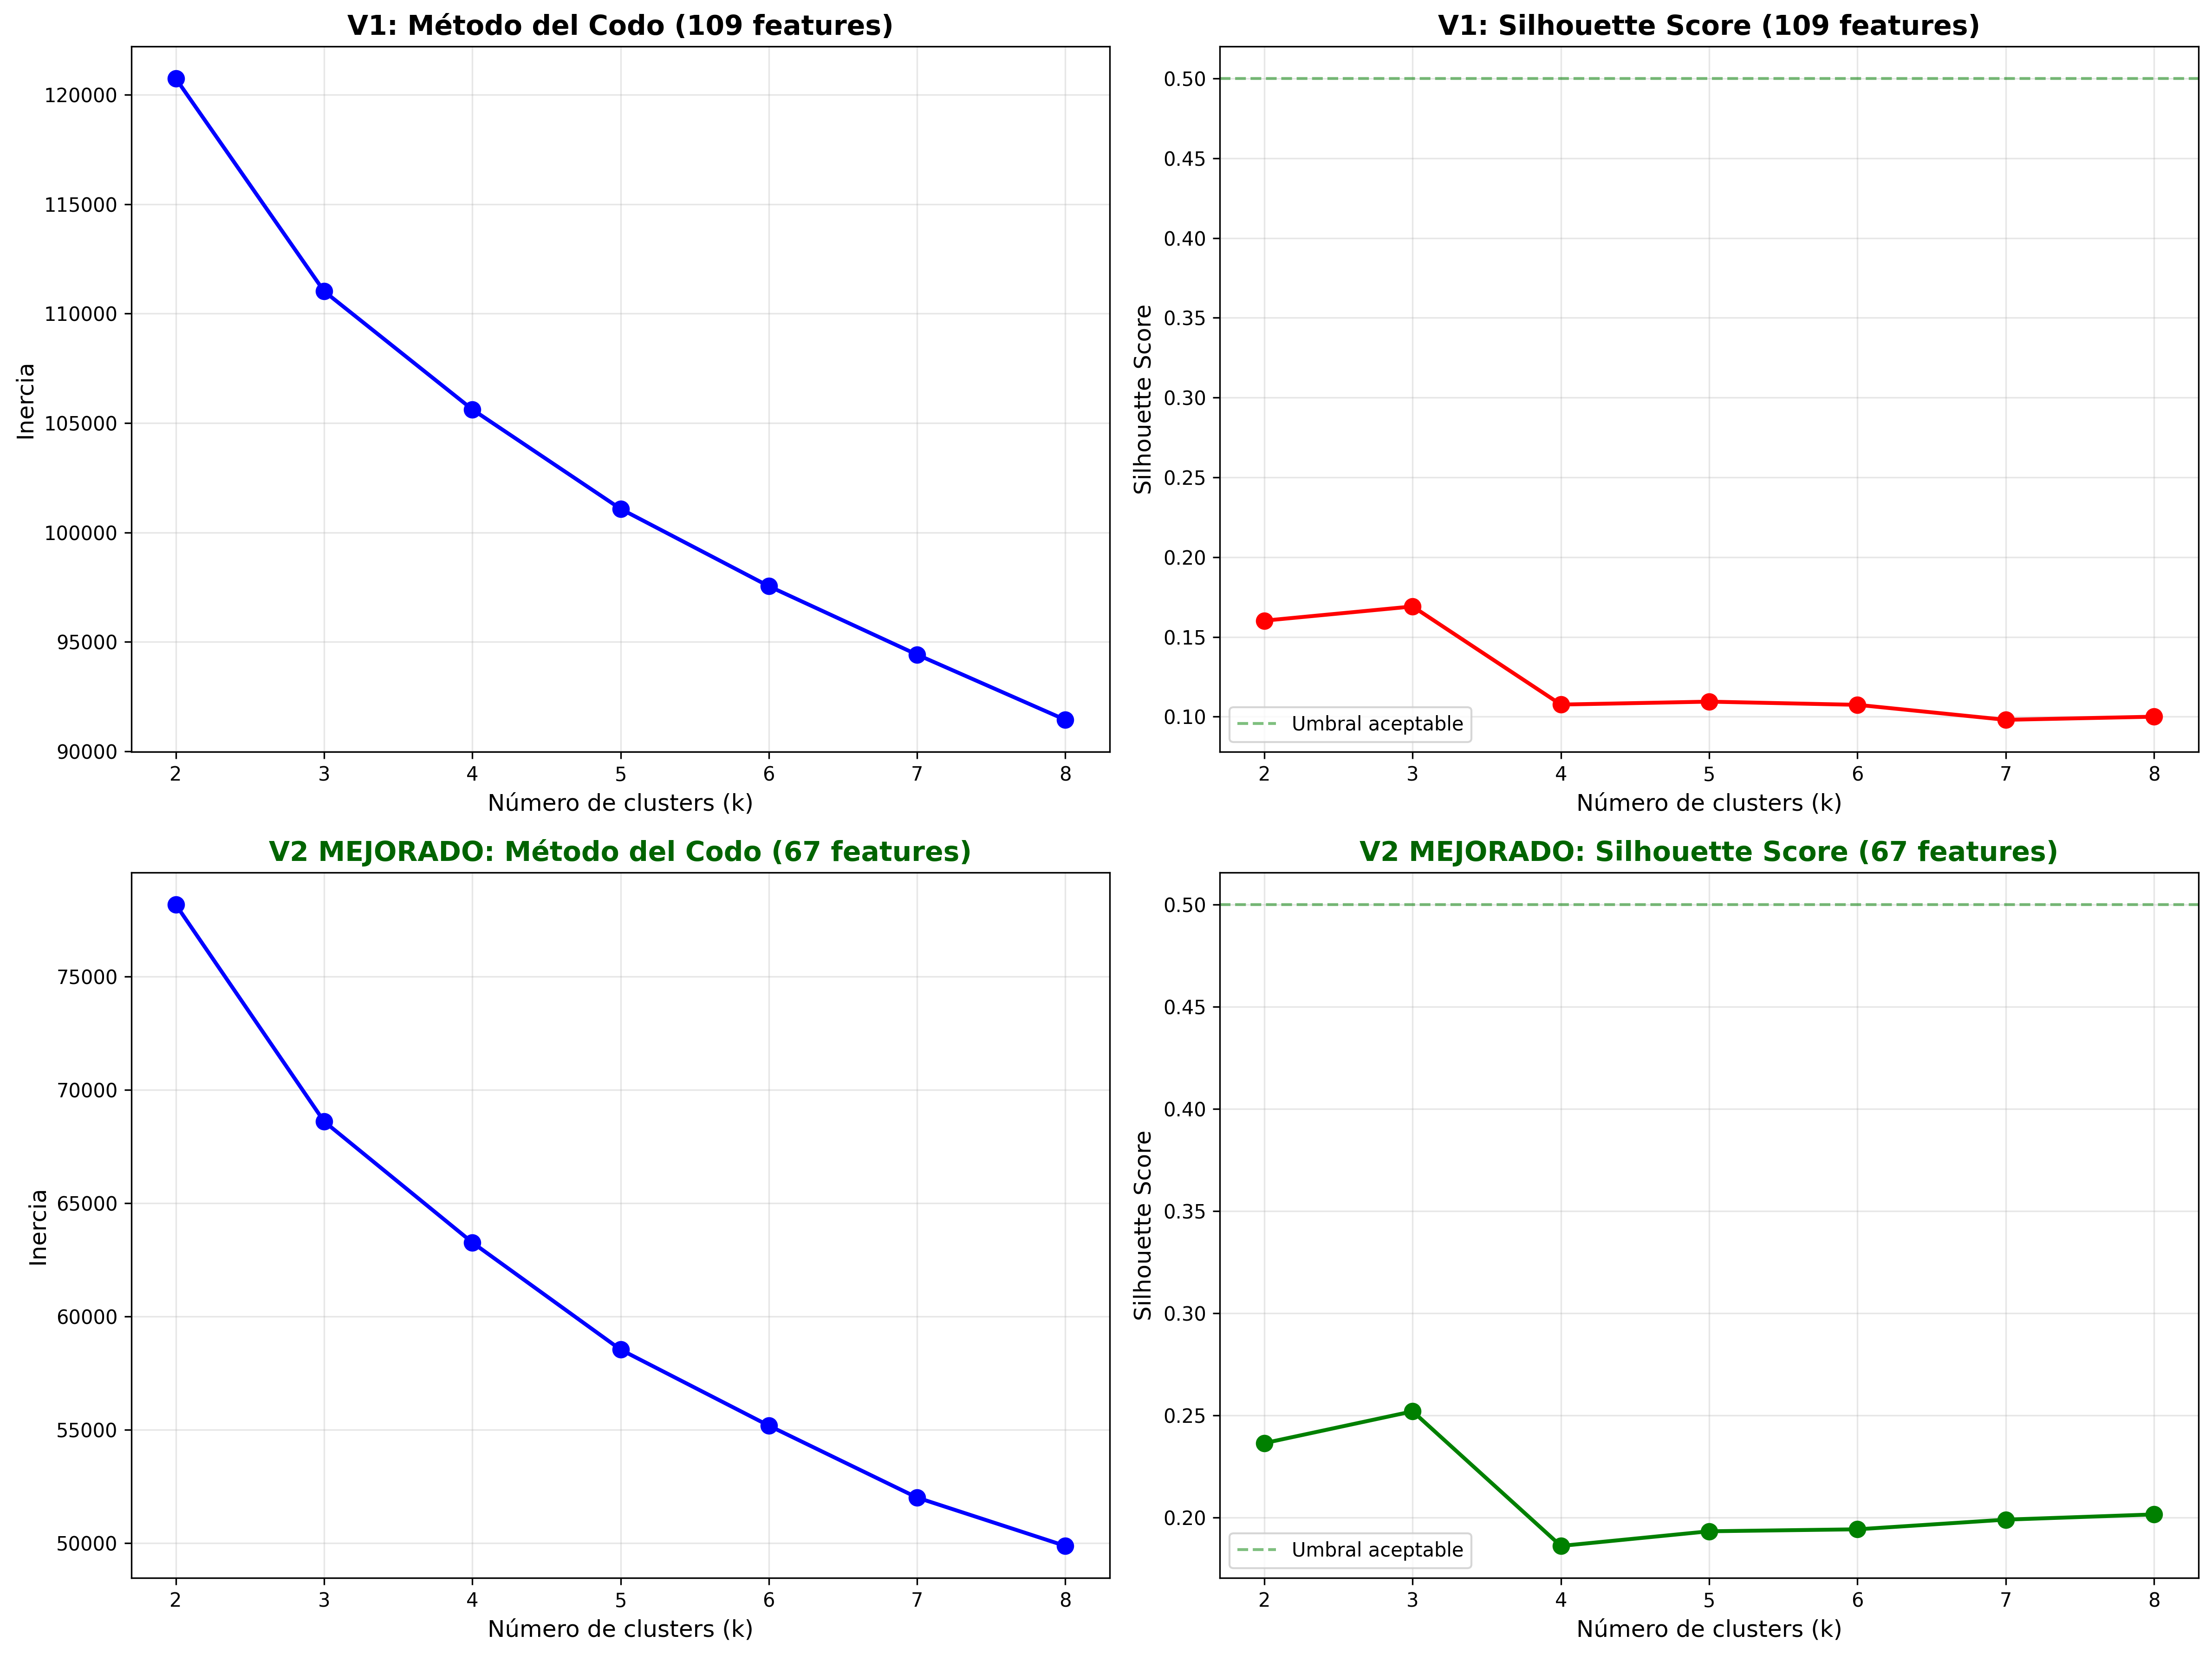 V1: Método del Codo (109 features)
120000
115000
110000
105000
100000
95000
90000
Inercia
2 3 4 5 6 7 8
Número de clusters (k)
V1: Silhouette Score (109 features)
0.50
0.45
0.40
0.35
0.30
0.25
0.20
0.15
0.10
Silhouette Score
Umbral aceptable
2 3 4 5 6 7 8
Número de clusters (k)
V2 MEJORADO: Método del Codo (67 features)
75000
70000
65000
60000
55000
50000
Inercia
2 3 4 5 6 7 8
Número de clusters (k)
V2 MEJORADO: Silhouette Score (67 features)
0.50
0.45
0.40
0.35
0.30
0.25
0.20
Silhouette Score
Umbral aceptable
2 3 4 5 6 7 8
Número de clusters (k)